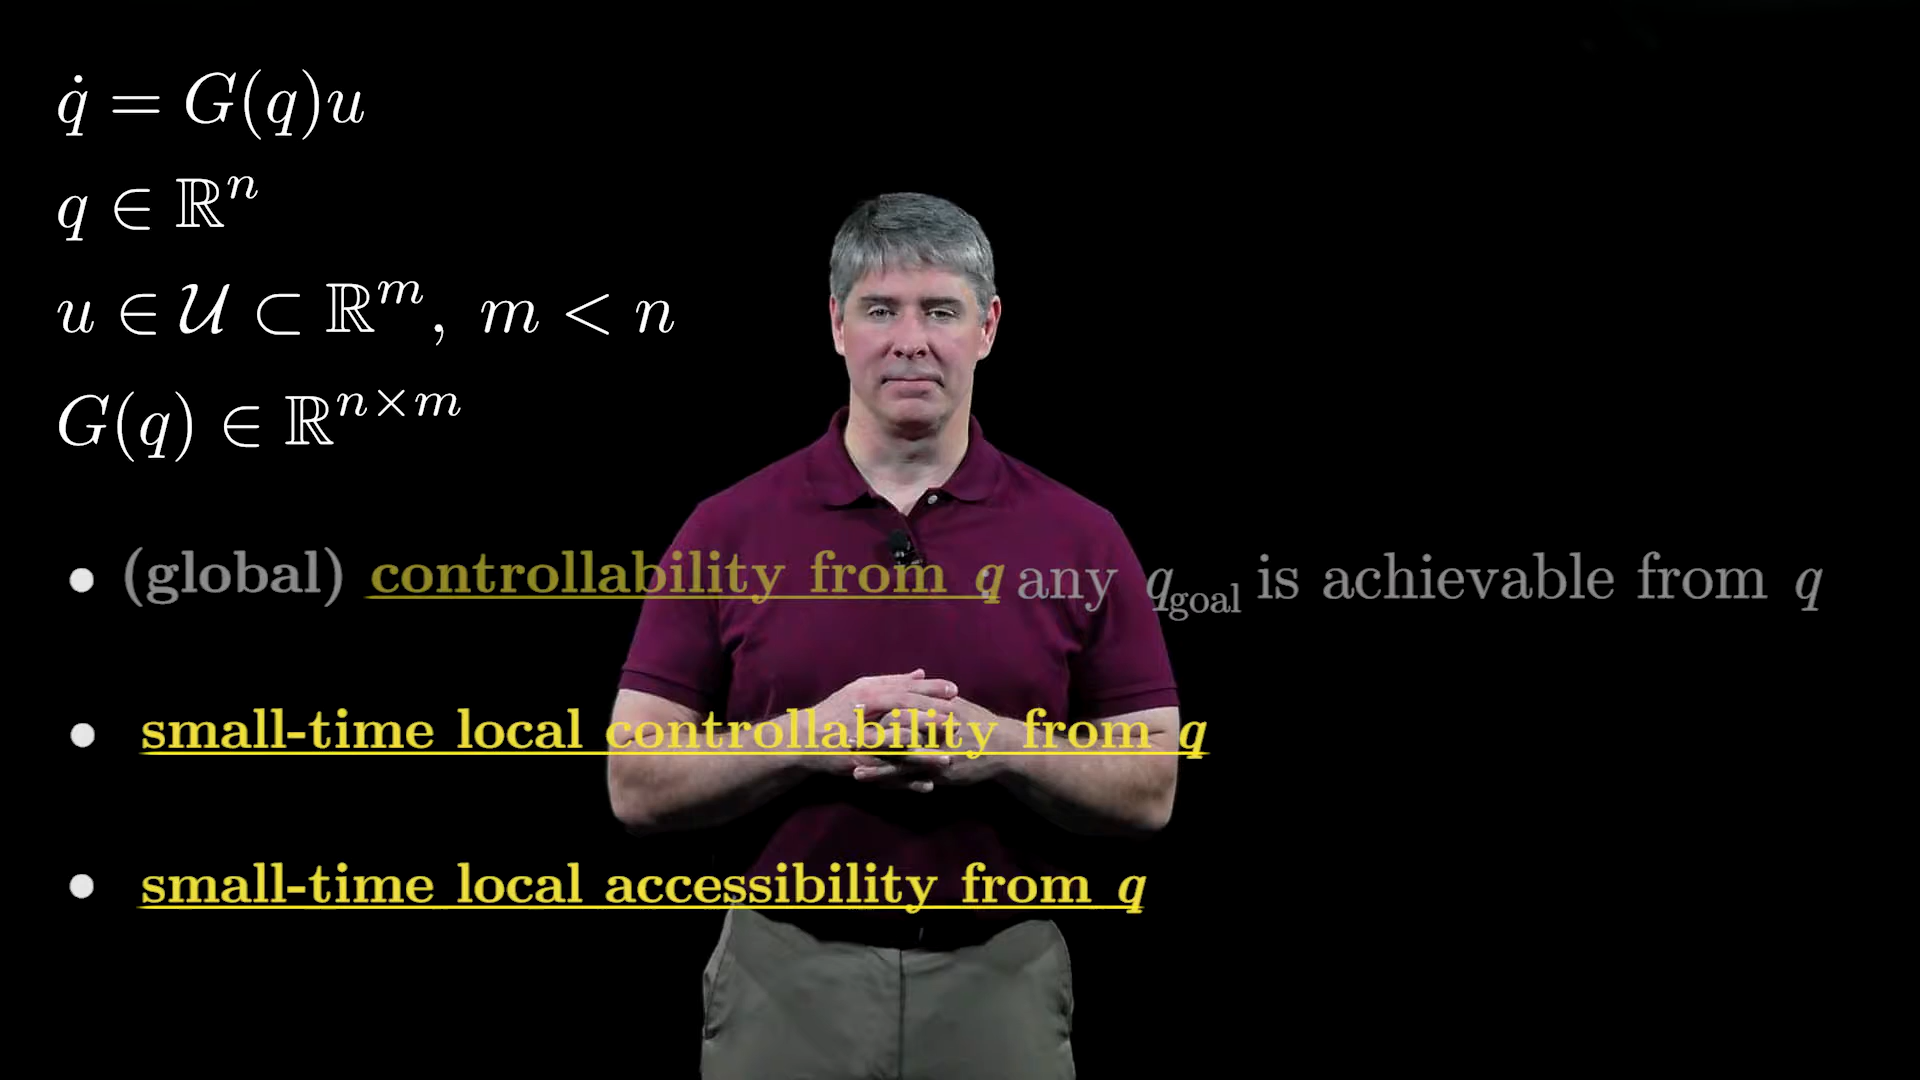 q̇ = G(q)u
q ∈ ℝⁿ
u ∈ 𝒰 ⊂ ℝᵐ, m < n
G(q) ∈ ℝⁿˣᵐ
• (global) controllability from q: any q_goal is achievable from q
• small-time local controllability from q
• small-time local accessibility from q